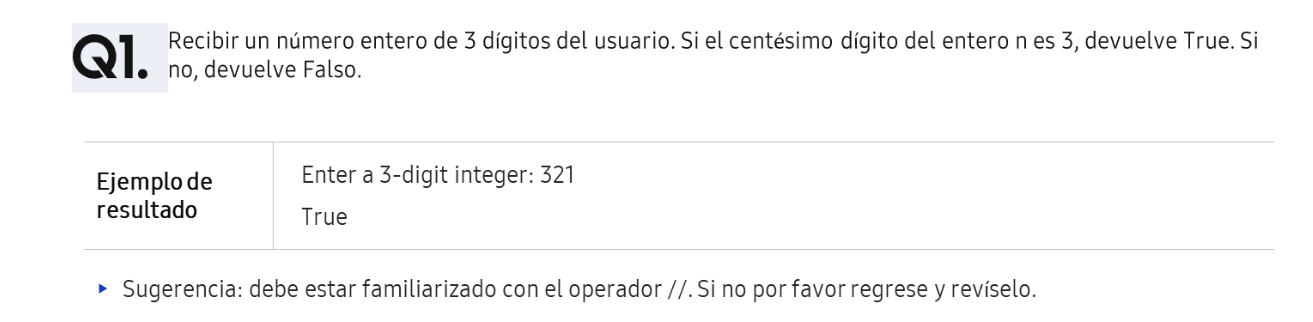 Q1.
Recibir un número entero de 3 dígitos del usuario. Si el centésimo dígito del entero n es 3, devuelve True. Si
no, devuelve Falso.
Ejemplo de
resultado
Enter a 3-digit integer: 321
True
▸ Sugerencia: debe estar familiarizado con el operador //. Si no por favor regrese y revíselo.